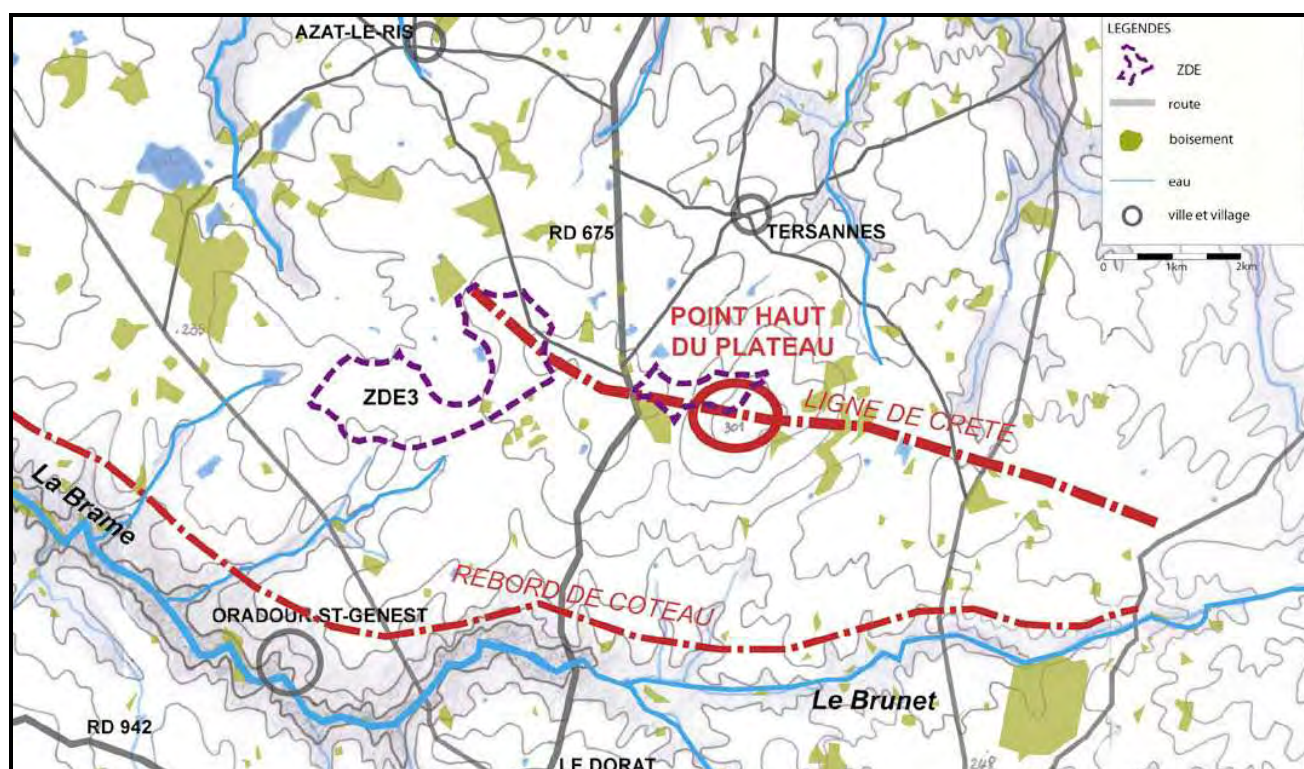 AZAT-LE-RIS
LEGENDES
ZDE
route
boisement
eau
ville et village
0 1km 2km
RD 675
TERSANNES
POINT HAUT
DU PLATEAU
ZDE3
301
LIGNE DE CRETE
La Brame
REBORD DE COTEAU
ORADOUR-ST-GENEST
Le Brunet
RD 942
LE DORAT
248